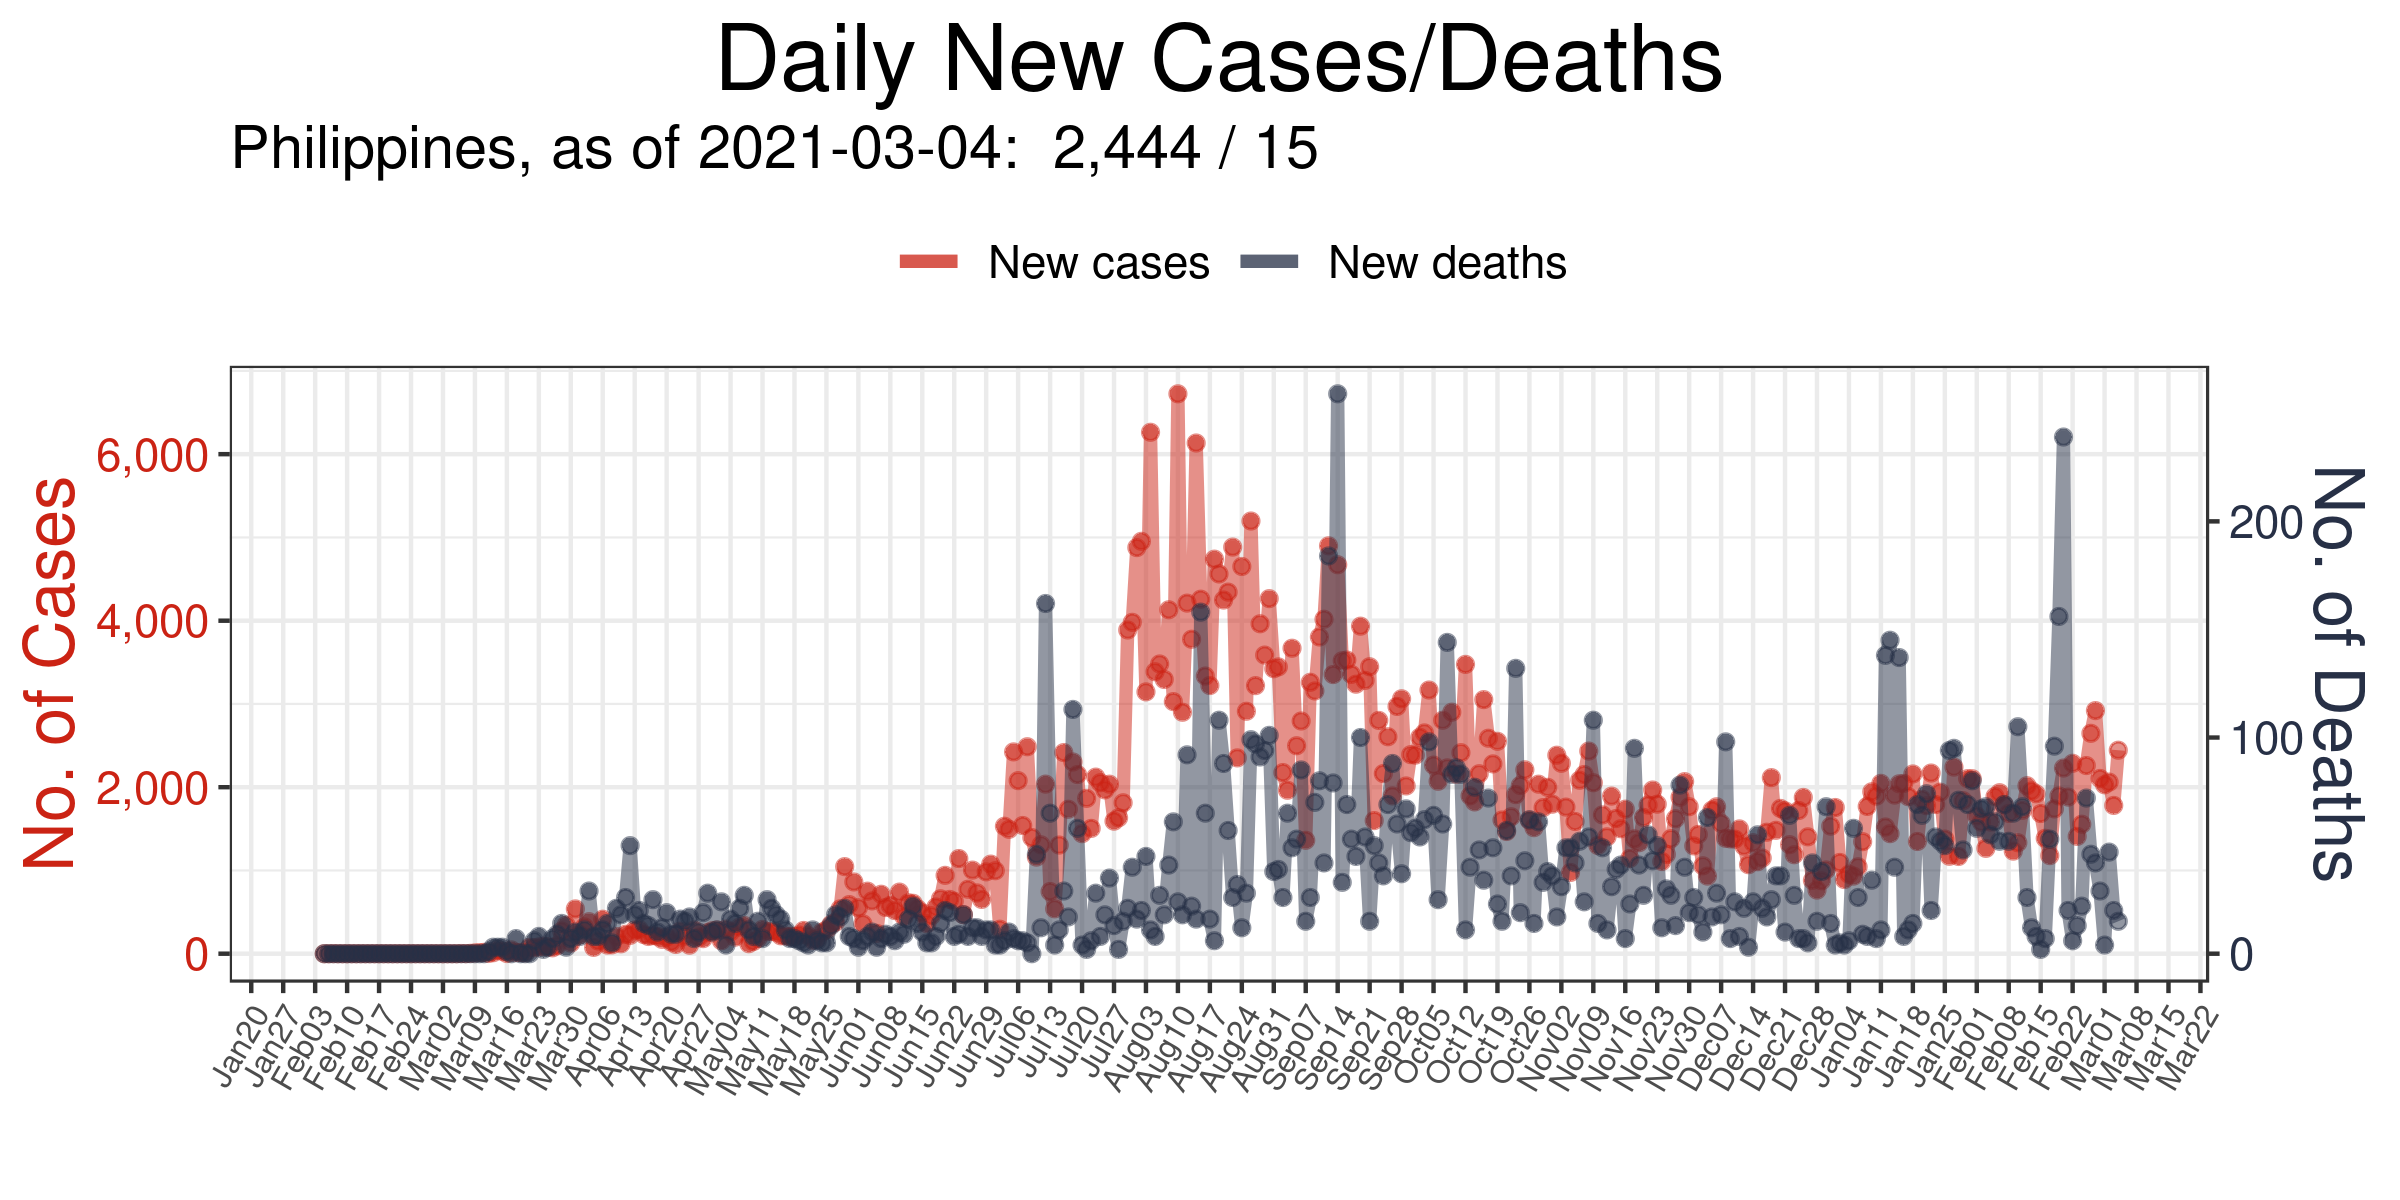 Daily New Cases/Deaths
Philippines, as of 2021-03-04:  2,444 / 15
New cases
New deaths
No. of Cases
6,000
4,000
2,000
0
200
100
0
No. of Deaths
Jan20
Jan27
Feb03
Feb10
Feb17
Feb24
Mar02
Mar09
Mar16
Mar23
Mar30
Apr06
Apr13
Apr20
Apr27
May04
May11
May18
May25
Jun01
Jun08
Jun15
Jun22
Jun29
Jul06
Jul13
Jul20
Jul27
Aug03
Aug10
Aug17
Aug24
Aug31
Sep07
Sep14
Sep21
Sep28
Oct05
Oct12
Oct19
Oct26
Nov02
Nov09
Nov16
Nov23
Nov30
Dec07
Dec14
Dec21
Dec28
Jan04
Jan11
Jan18
Jan25
Feb01
Feb08
Feb15
Feb22
Mar01
Mar08
Mar15
Mar22